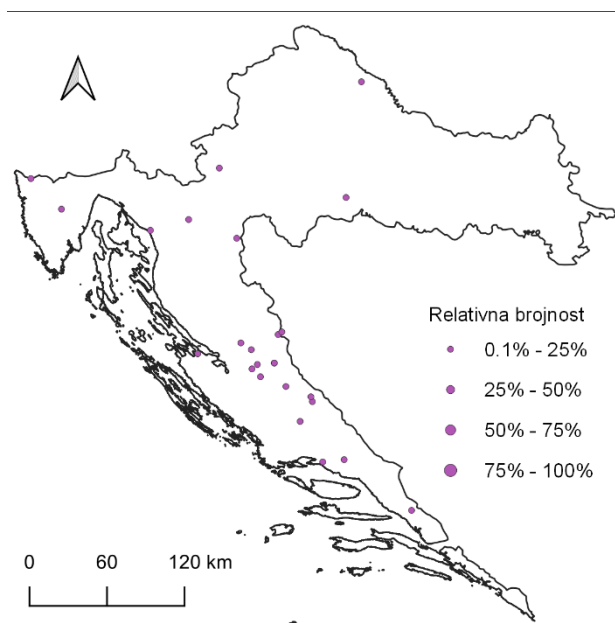 Relativna brojnost
0.1% - 25%
25% - 50%
50% - 75%
75% - 100%
0 60 120 km